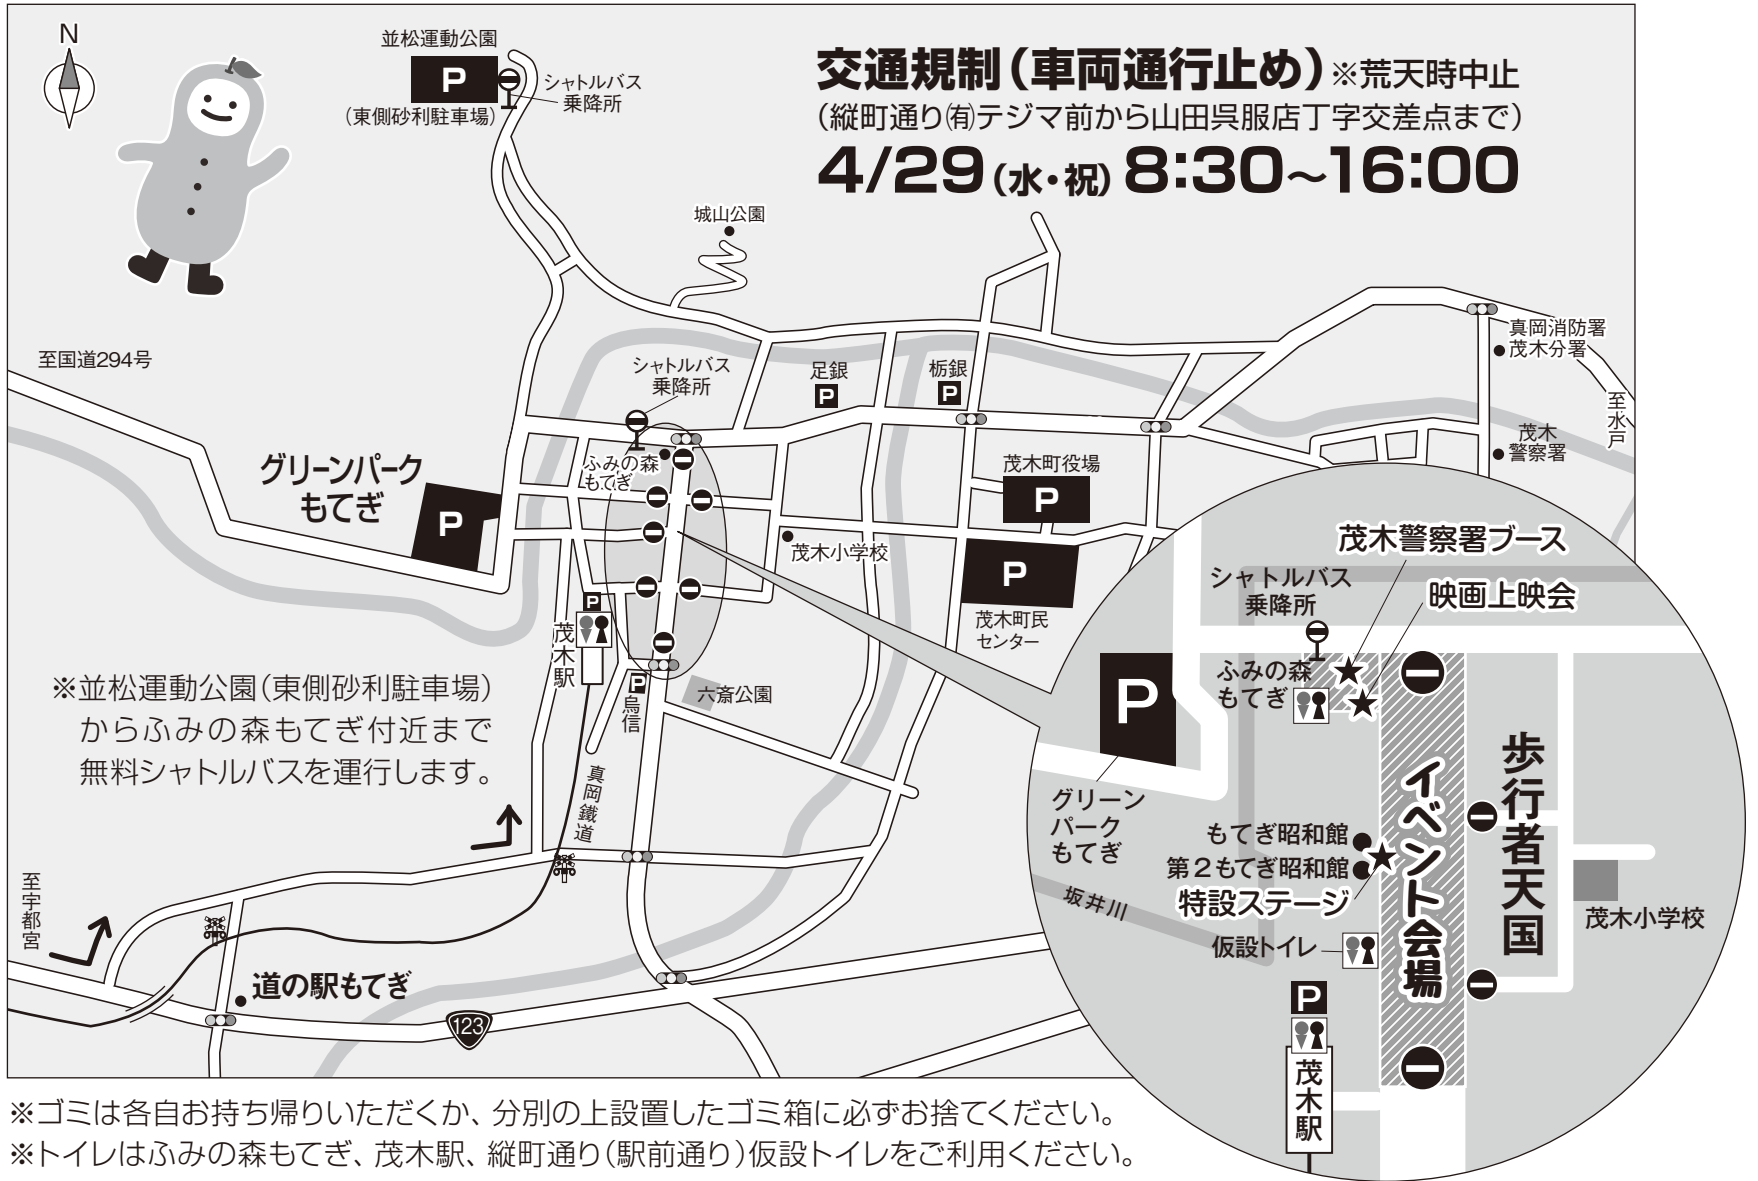 N
並松運動公園
P
(東側砂利駐車場)
シャトルバス
乗降所
交通規制(車両通行止め)※荒天時中止
(縦町通り㈲テジマ前から山田呉服店丁字交差点まで)
4/29(水・祝)8:30～16:00
城山公園
至国道294号
シャトルバス
乗降所
足銀
P
栃銀
P
真岡消防署
茂木分署
至水戸
茂木
警察署
グリーンパーク
もてぎ
P
ふみの森
もてぎ
茂木町役場
P
茂木小学校
P
茂木町民
センター
P
茂木駅
P
烏信
六斎公園
※並松運動公園(東側砂利駐車場)
からふみの森もてぎ付近まで
無料シャトルバスを運行します。
真岡鐵道
至宇都宮
道の駅もてぎ
123
茂木警察署ブース
シャトルバス
乗降所
映画上映会
ふみの森
もてぎ
P
グリーン
パーク
もてぎ
イベント会場
歩行者天国
もてぎ昭和館
第2もてぎ昭和館
特設ステージ
坂井川
仮設トイレ
茂木小学校
P
茂木駅
※ゴミは各自お持ち帰りいただくか、分別の上設置したゴミ箱に必ずお捨てください。
※トイレはふみの森もてぎ、茂木駅、縦町通り(駅前通り)仮設トイレをご利用ください。